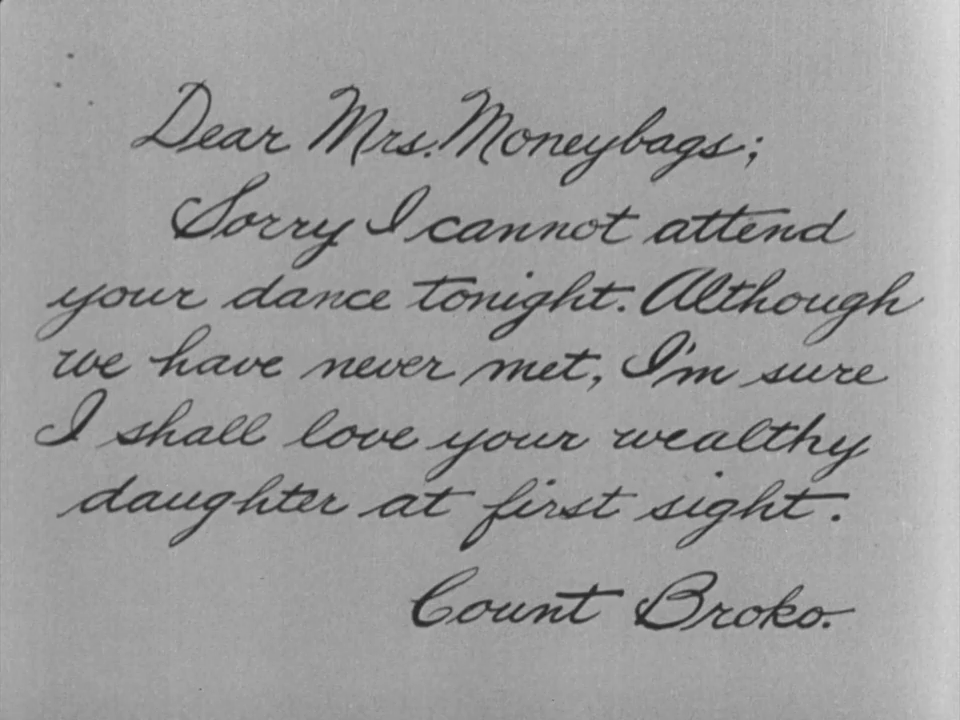 Dear Mrs. Moneybags;
Sorry I cannot attend
your dance tonight. Although
we have never met, I'm sure
I shall love your wealthy
daughter at first sight.
Count Broko.